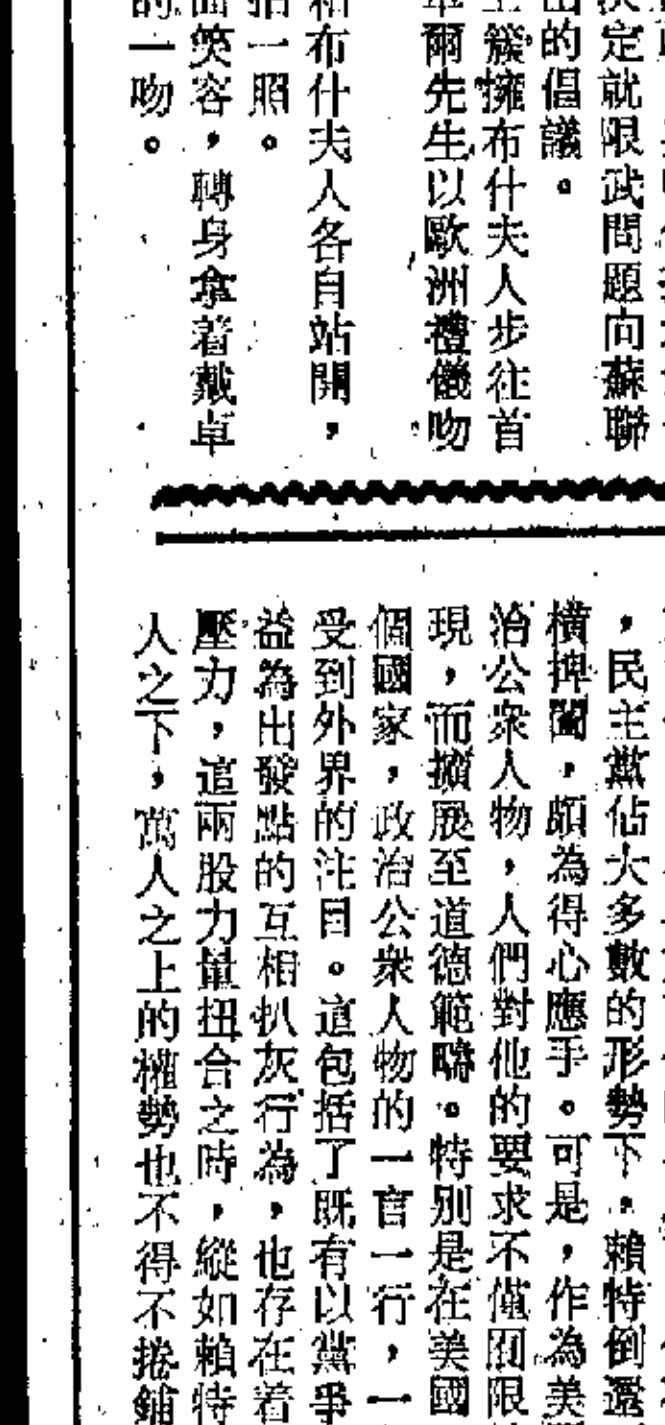 決定就限武問題向蘇聯
的倡議。
簇擁布什夫人步往首
爾先生以歐洲禮儀吻
和布什夫人各自站開，
拍一照。
面笑容，轉身拿着戴卓
的一吻。
，民主黨佔大多數的形勢下，賴特倒還
橫捭闔，頗為得心應手。可是，作為美
治公衆人物，人們對他的要求不僅囿限
現，而擴展至道德範疇。特別是在美國
個國家，政治公衆人物的一言一行，一
受到外界的注目。這包括了既有以黨爭
益為出發點的互相扒灰行為，也存在着
壓力，這兩股力量扭合之時，縱如賴特
人之下，萬人之上的權勢也不得不捲鋪